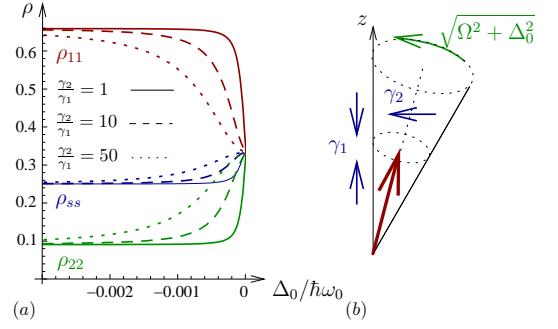 ρ
0.6
0.5
0.4
0.3
0.2
0.1
ρ₁₁
γ₂/γ₁ = 1
γ₂/γ₁ = 10
γ₂/γ₁ = 50
ρₛₛ
ρ₂₂
-0.002 -0.001 0 Δ₀/ℏω₀
(a)
z
√(Ω² + Δ₀²)
γ₂
γ₁
(b)